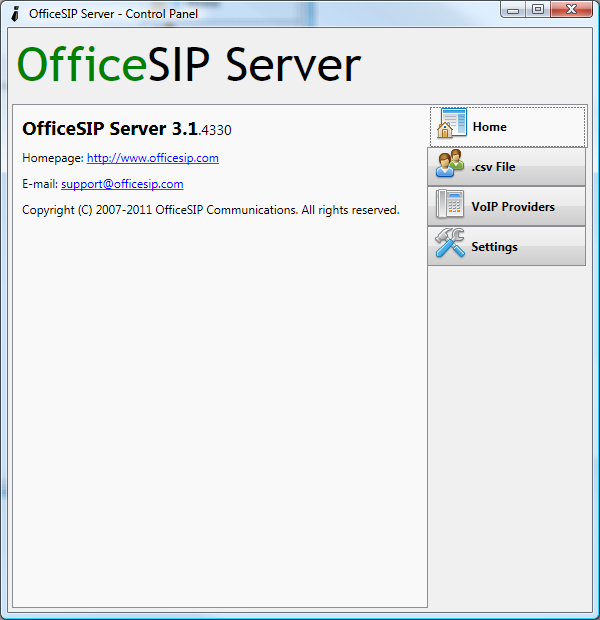 OfficeSIP Server - Control Panel
OfficeSIP Server
OfficeSIP Server 3.1.4330
Homepage: http://www.officesip.com
E-mail: support@officesip.com
Copyright (C) 2007-2011 OfficeSIP Communications. All rights reserved.
Home
.csv File
VoIP Providers
Settings